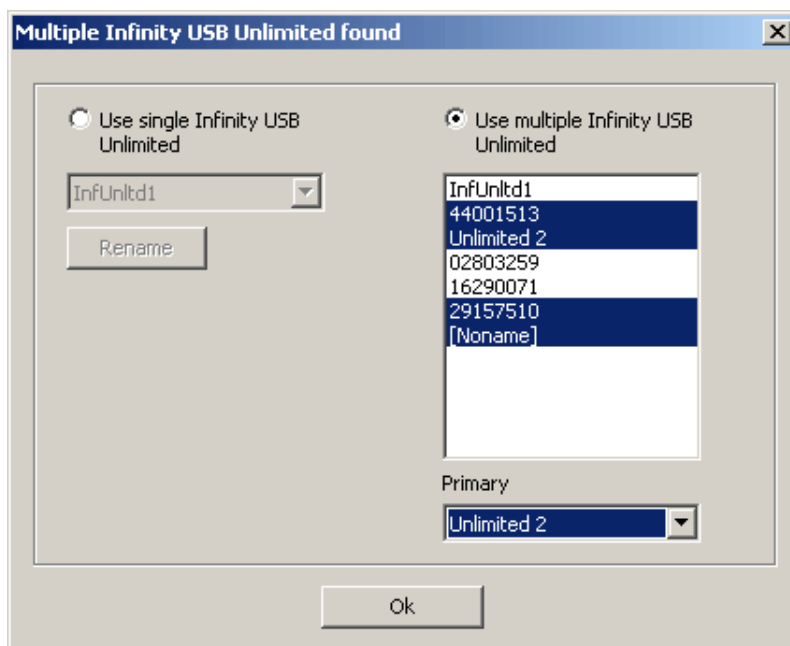 Multiple Infinity USB Unlimited found
Use single Infinity USB
Unlimited
InfUnltd1
Rename
Use multiple Infinity USB
Unlimited
InfUnltd1
44001513
Unlimited 2
02803259
16290071
29157510
[Noname]
Primary
Unlimited 2
Ok